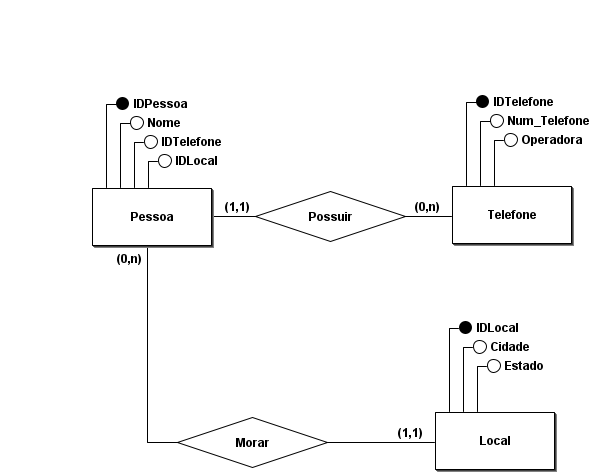 IDPessoa
Nome
IDTelefone
IDLocal
Pessoa
(1,1)
Possuir
(0,n)
IDTelefone
Num_Telefone
Operadora
Telefone
(0,n)
Morar
(1,1)
IDLocal
Cidade
Estado
Local